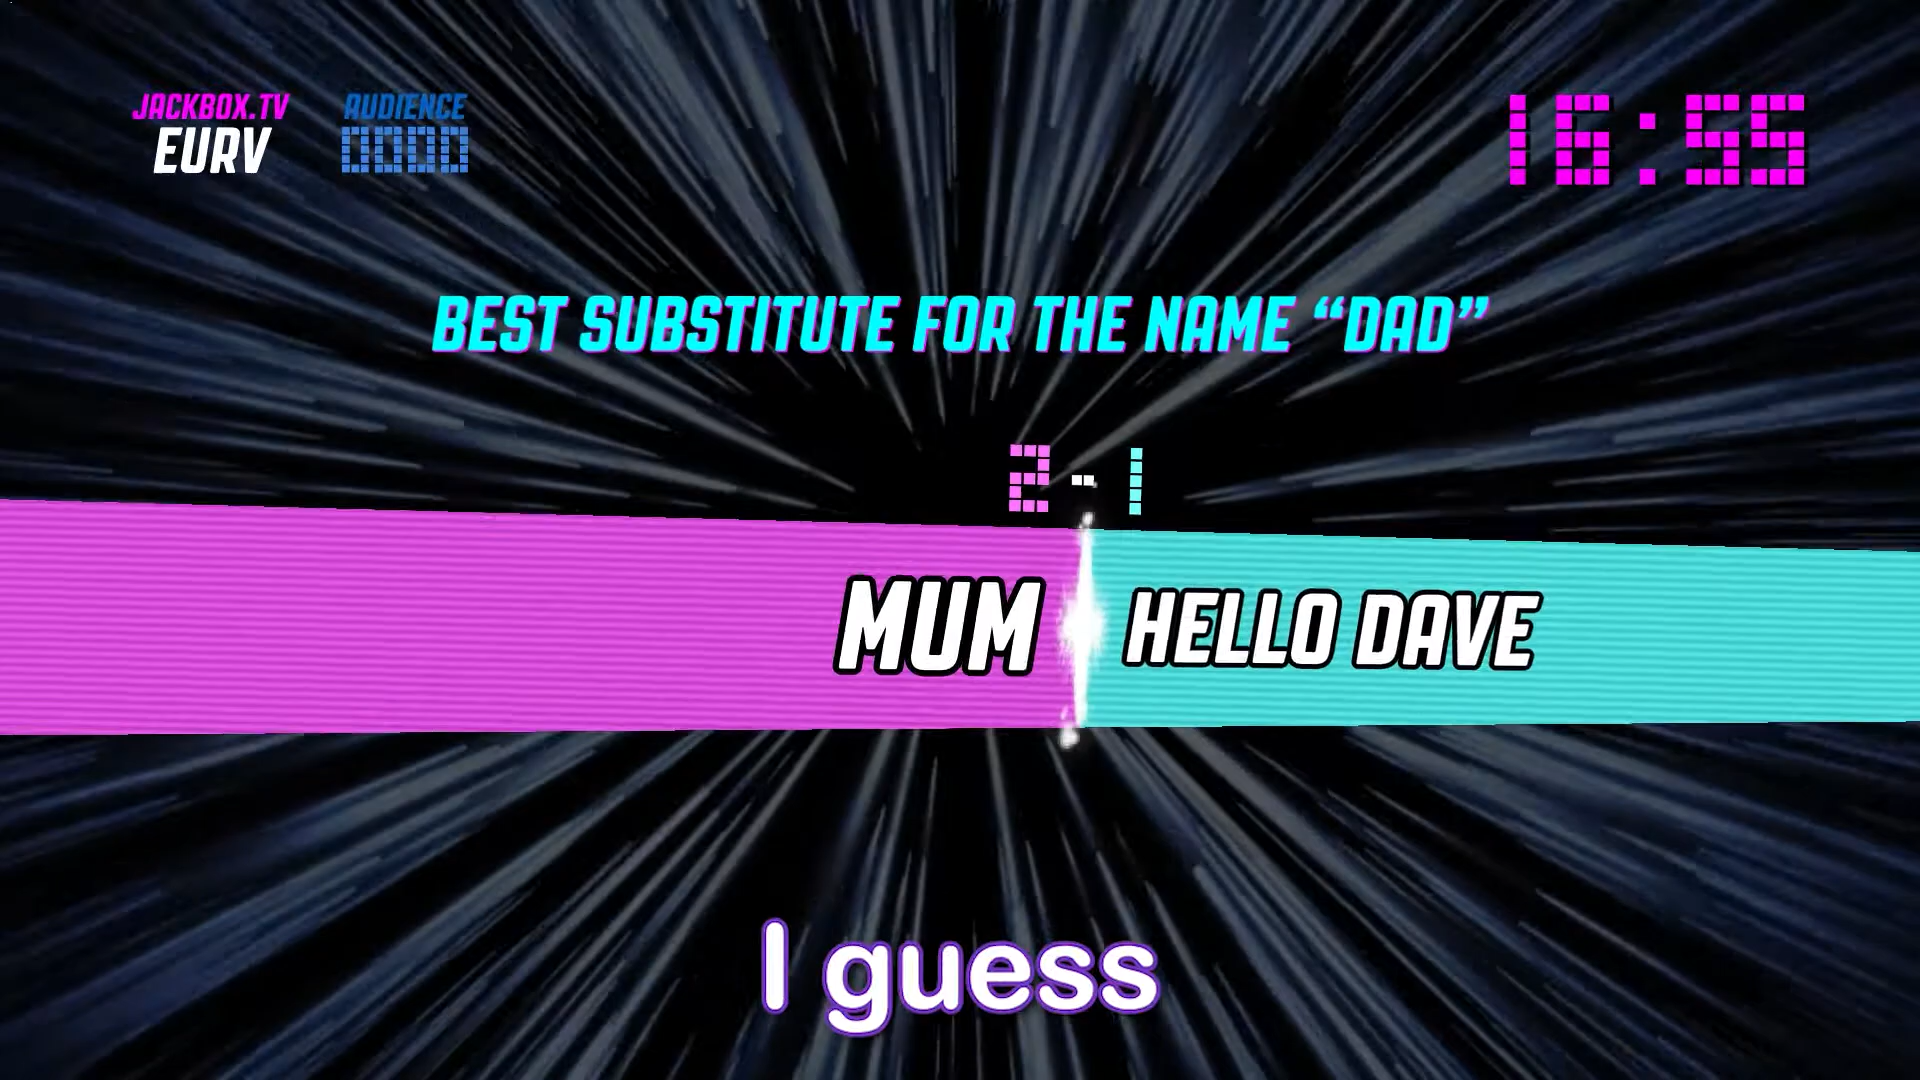 JACKBOX.TV
EURV
AUDIENCE
0000
16:55
BEST SUBSTITUTE FOR THE NAME “DAD”
2-1
MUM
HELLO DAVE
I guess